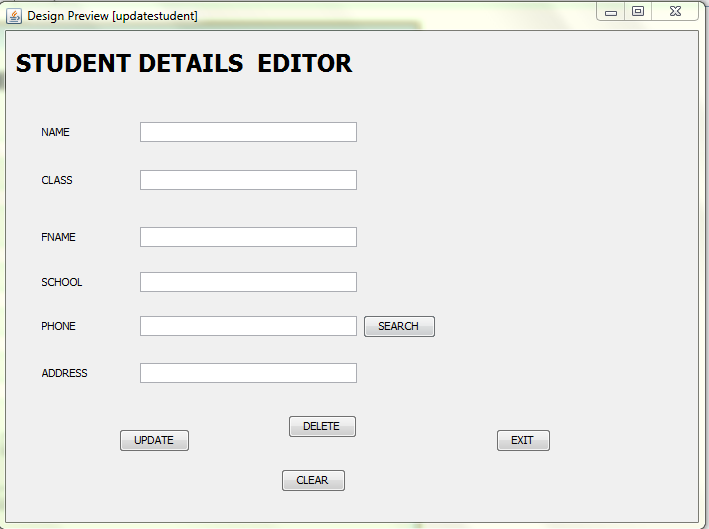 Design Preview [updatestudent]
STUDENT DETAILS EDITOR
NAME
CLASS
FNAME
SCHOOL
PHONE SEARCH
ADDRESS
DELETE
UPDATE EXIT
CLEAR